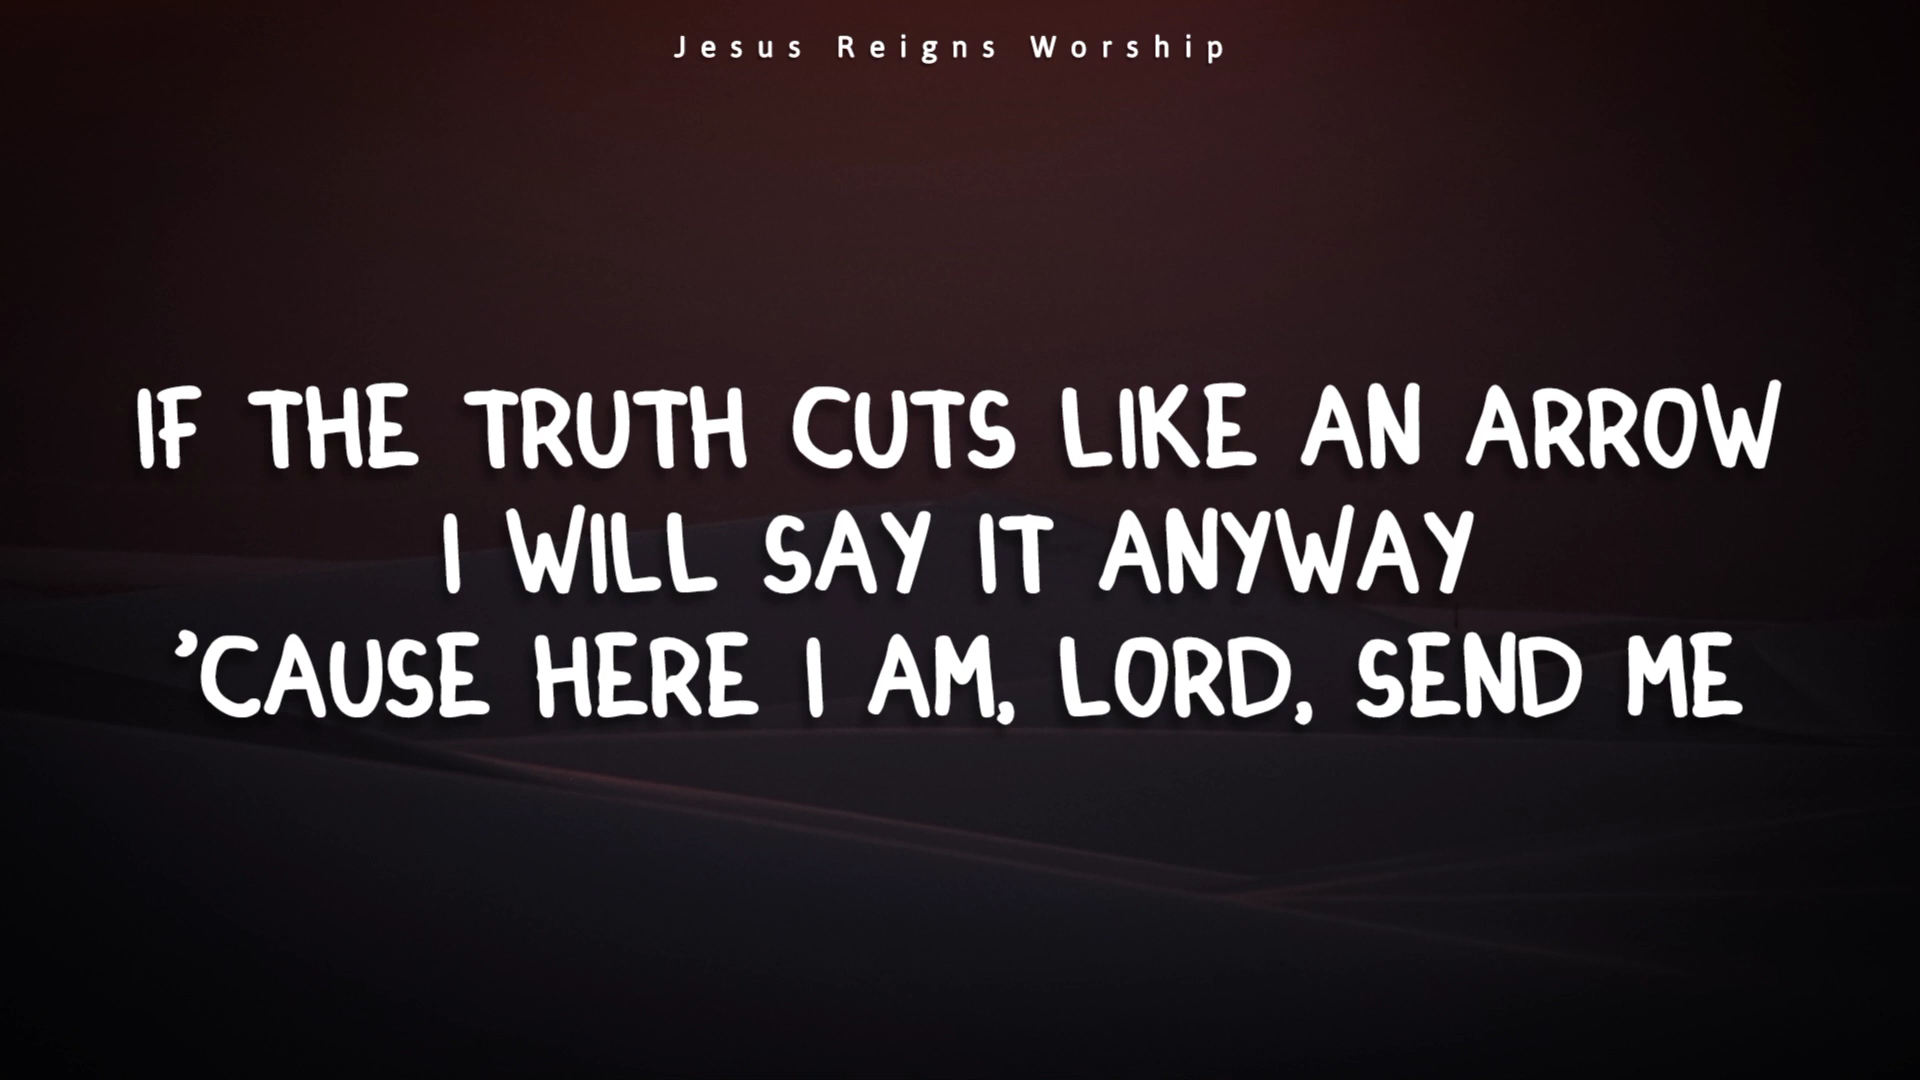 Jesus Reigns Worship
IF THE TRUTH CUTS LIKE AN ARROW
I WILL SAY IT ANYWAY
’CAUSE HERE I AM, LORD, SEND ME